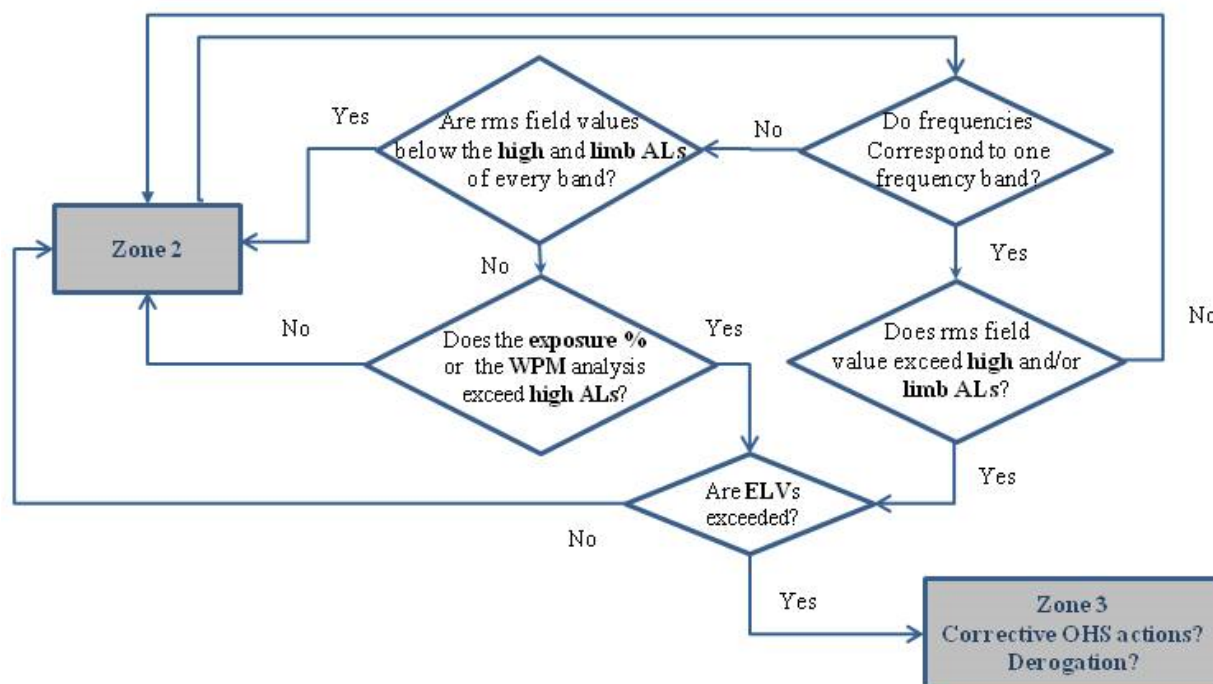 Yes
Are rms field values
below the high and limb ALs
of every band?
No
Do frequencies
Correspond to one
frequency band?
Zone 2
No
Yes
No
Does the exposure %
or the WPM analysis
exceed high ALs?
Yes
Does rms field
value exceed high and/or
limb ALs?
No
Yes
Are ELVs
exceeded?
No
Yes
Zone 3
Corrective OHS actions?
Derogation?